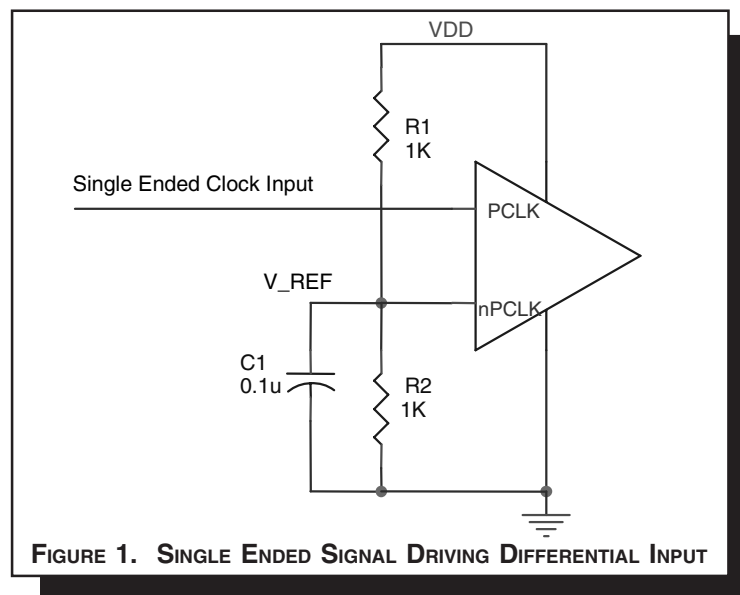 VDD
R1
1K
Single Ended Clock Input
PCLK
V_REF
nPCLK
C1
0.1u
R2
1K
FIGURE 1. SINGLE ENDED SIGNAL DRIVING DIFFERENTIAL INPUT